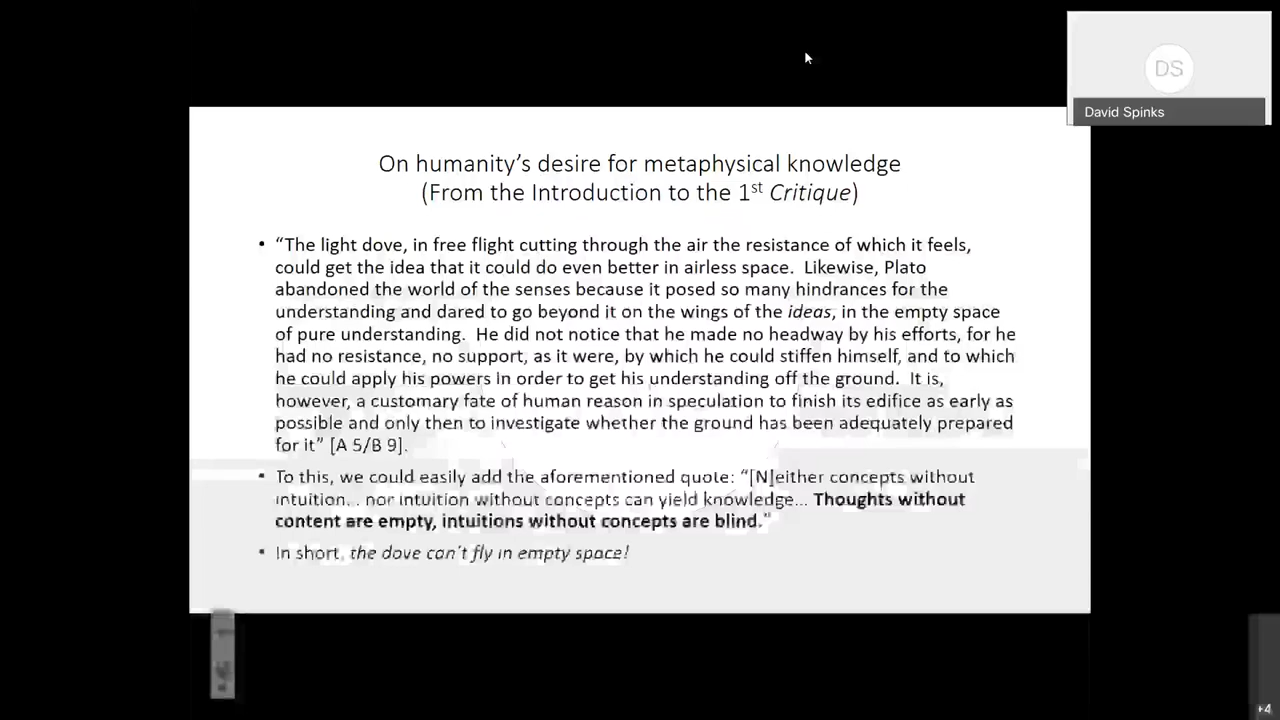 DS
David Spinks
On humanity's desire for metaphysical knowledge
(From the Introduction to the 1st Critique)
• "The light dove, in free flight cutting through the air the resistance of which it feels,
could get the idea that it could do even better in airless space. Likewise, Plato
abandoned the world of the senses because it posed so many hindrances for the
understanding and dared to go beyond it on the wings of the ideas, in the empty space
of pure understanding. He did not notice that he made no headway by his efforts, for he
had no resistance, no support, as it were, by which he could stiffen himself, and to which
he could apply his powers in order to get his understanding off the ground. It is,
however, a customary fate of human reason in speculation to finish its edifice as early as
possible and only then to investigate whether the ground has been adequately prepared
for it" [A 5/B 9].
• To this, we could easily add the aforementioned quote: "[N]either concepts without
intuition... nor intuition without concepts can yield knowledge... Thoughts without
content are empty, intuitions without concepts are blind."
• In short, the dove can't fly in empty space!
+4